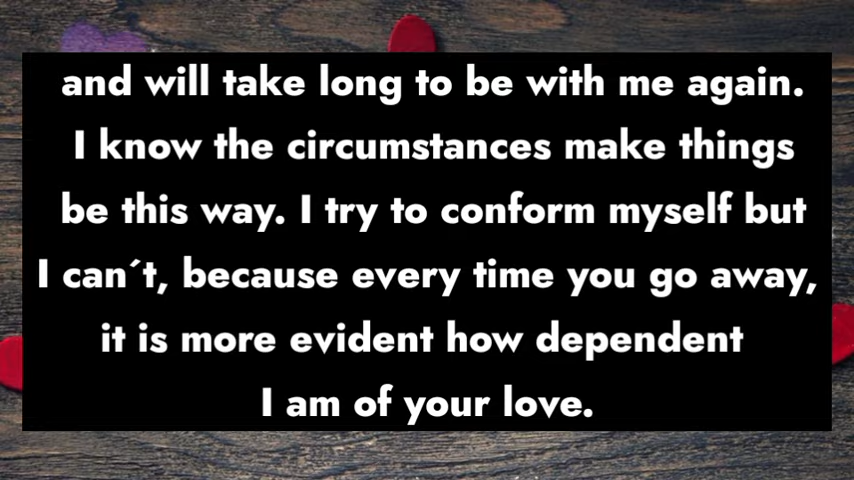 and will take long to be with me again.
I know the circumstances make things
be this way. I try to conform myself but
I can´t, because every time you go away,
it is more evident how dependent
I am of your love.